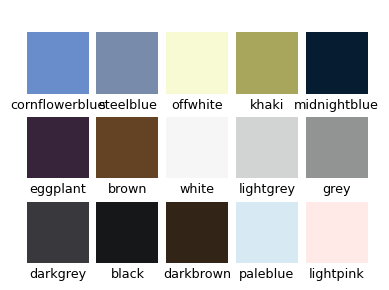 cornflowerblue steelblue offwhite khaki midnightblue
eggplant brown white lightgrey grey
darkgrey black darkbrown paleblue lightpink